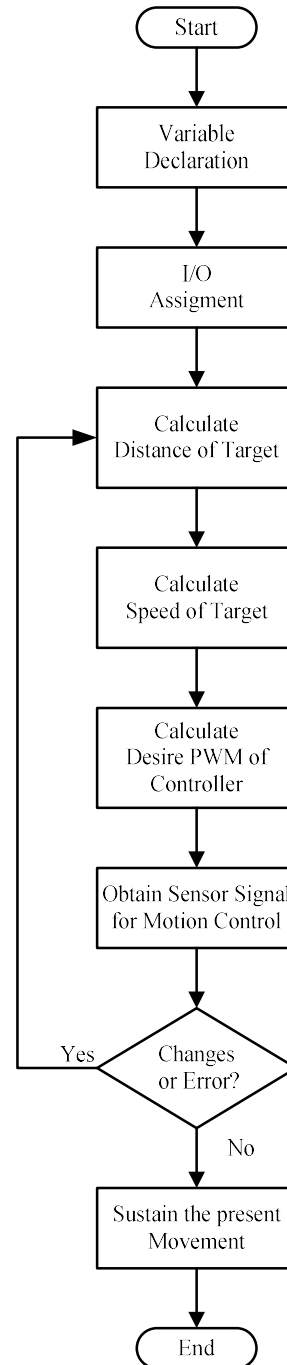 Start
Variable
Declaration
I/O
Assigment
Calculate
Distance of Target
Calculate
Speed of Target
Calculate
Desire PWM of
Controller
Obtain Sensor Signal
for Motion Control
Changes
or Error?
Yes
No
Sustain the present
Movement
End